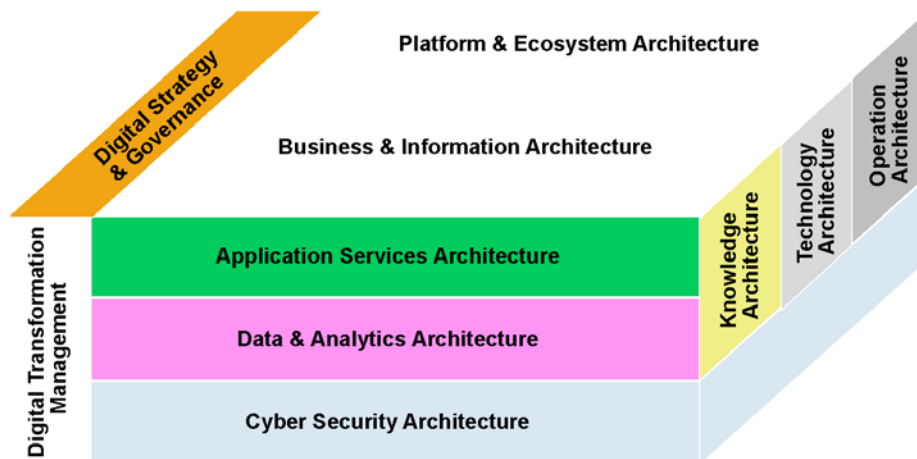 Platform & Ecosystem Architecture
Digital Strategy
& Governance
Business & Information Architecture
Operation
Architecture
Technology
Architecture
Knowledge
Architecture
Application Services Architecture
Data & Analytics Architecture
Cyber Security Architecture
Digital Transformation
Management